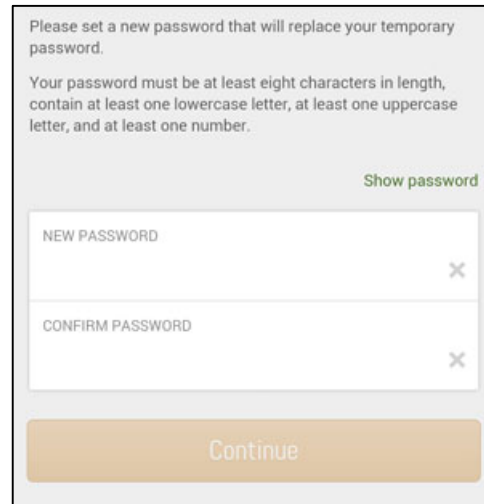 Please set a new password that will replace your temporary
password.
Your password must be at least eight characters in length,
contain at least one lowercase letter, at least one uppercase
letter, and at least one number.
Show password
NEW PASSWORD
CONFIRM PASSWORD
Continue